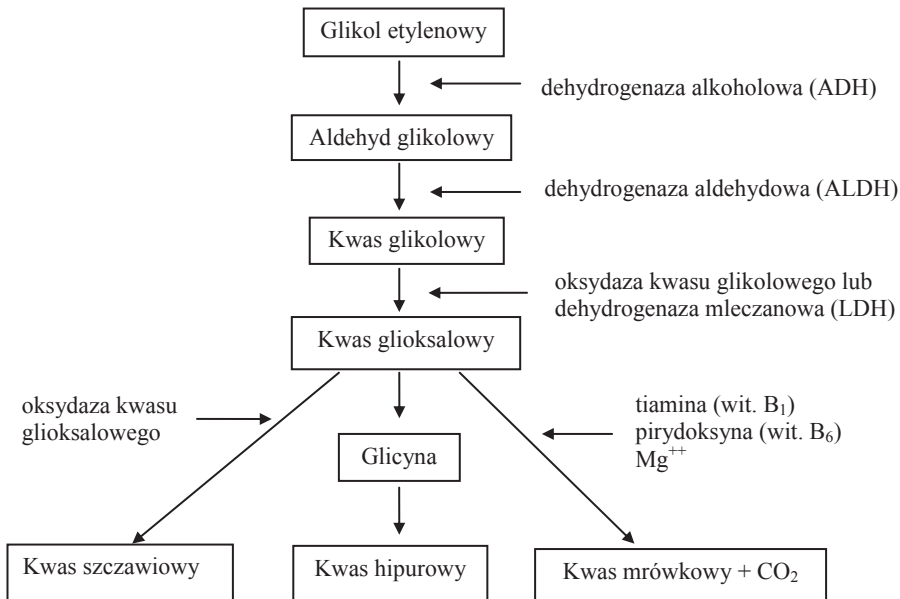 Glikol etylenowy
dehydrogenaza alkoholowa (ADH)
Aldehyd glikolowy
dehydrogenaza aldehydowa (ALDH)
Kwas glikolowy
oksydaza kwasu glikolowego lub
dehydrogenaza mleczanowa (LDH)
Kwas glioksalowy
oksydaza kwasu
glioksalowego
tiamina (wit. B₁)
pirydoksyna (wit. B₆)
Mg⁺⁺
Glicyna
Kwas szczawiowy
Kwas hipurowy
Kwas mrówkowy + CO₂